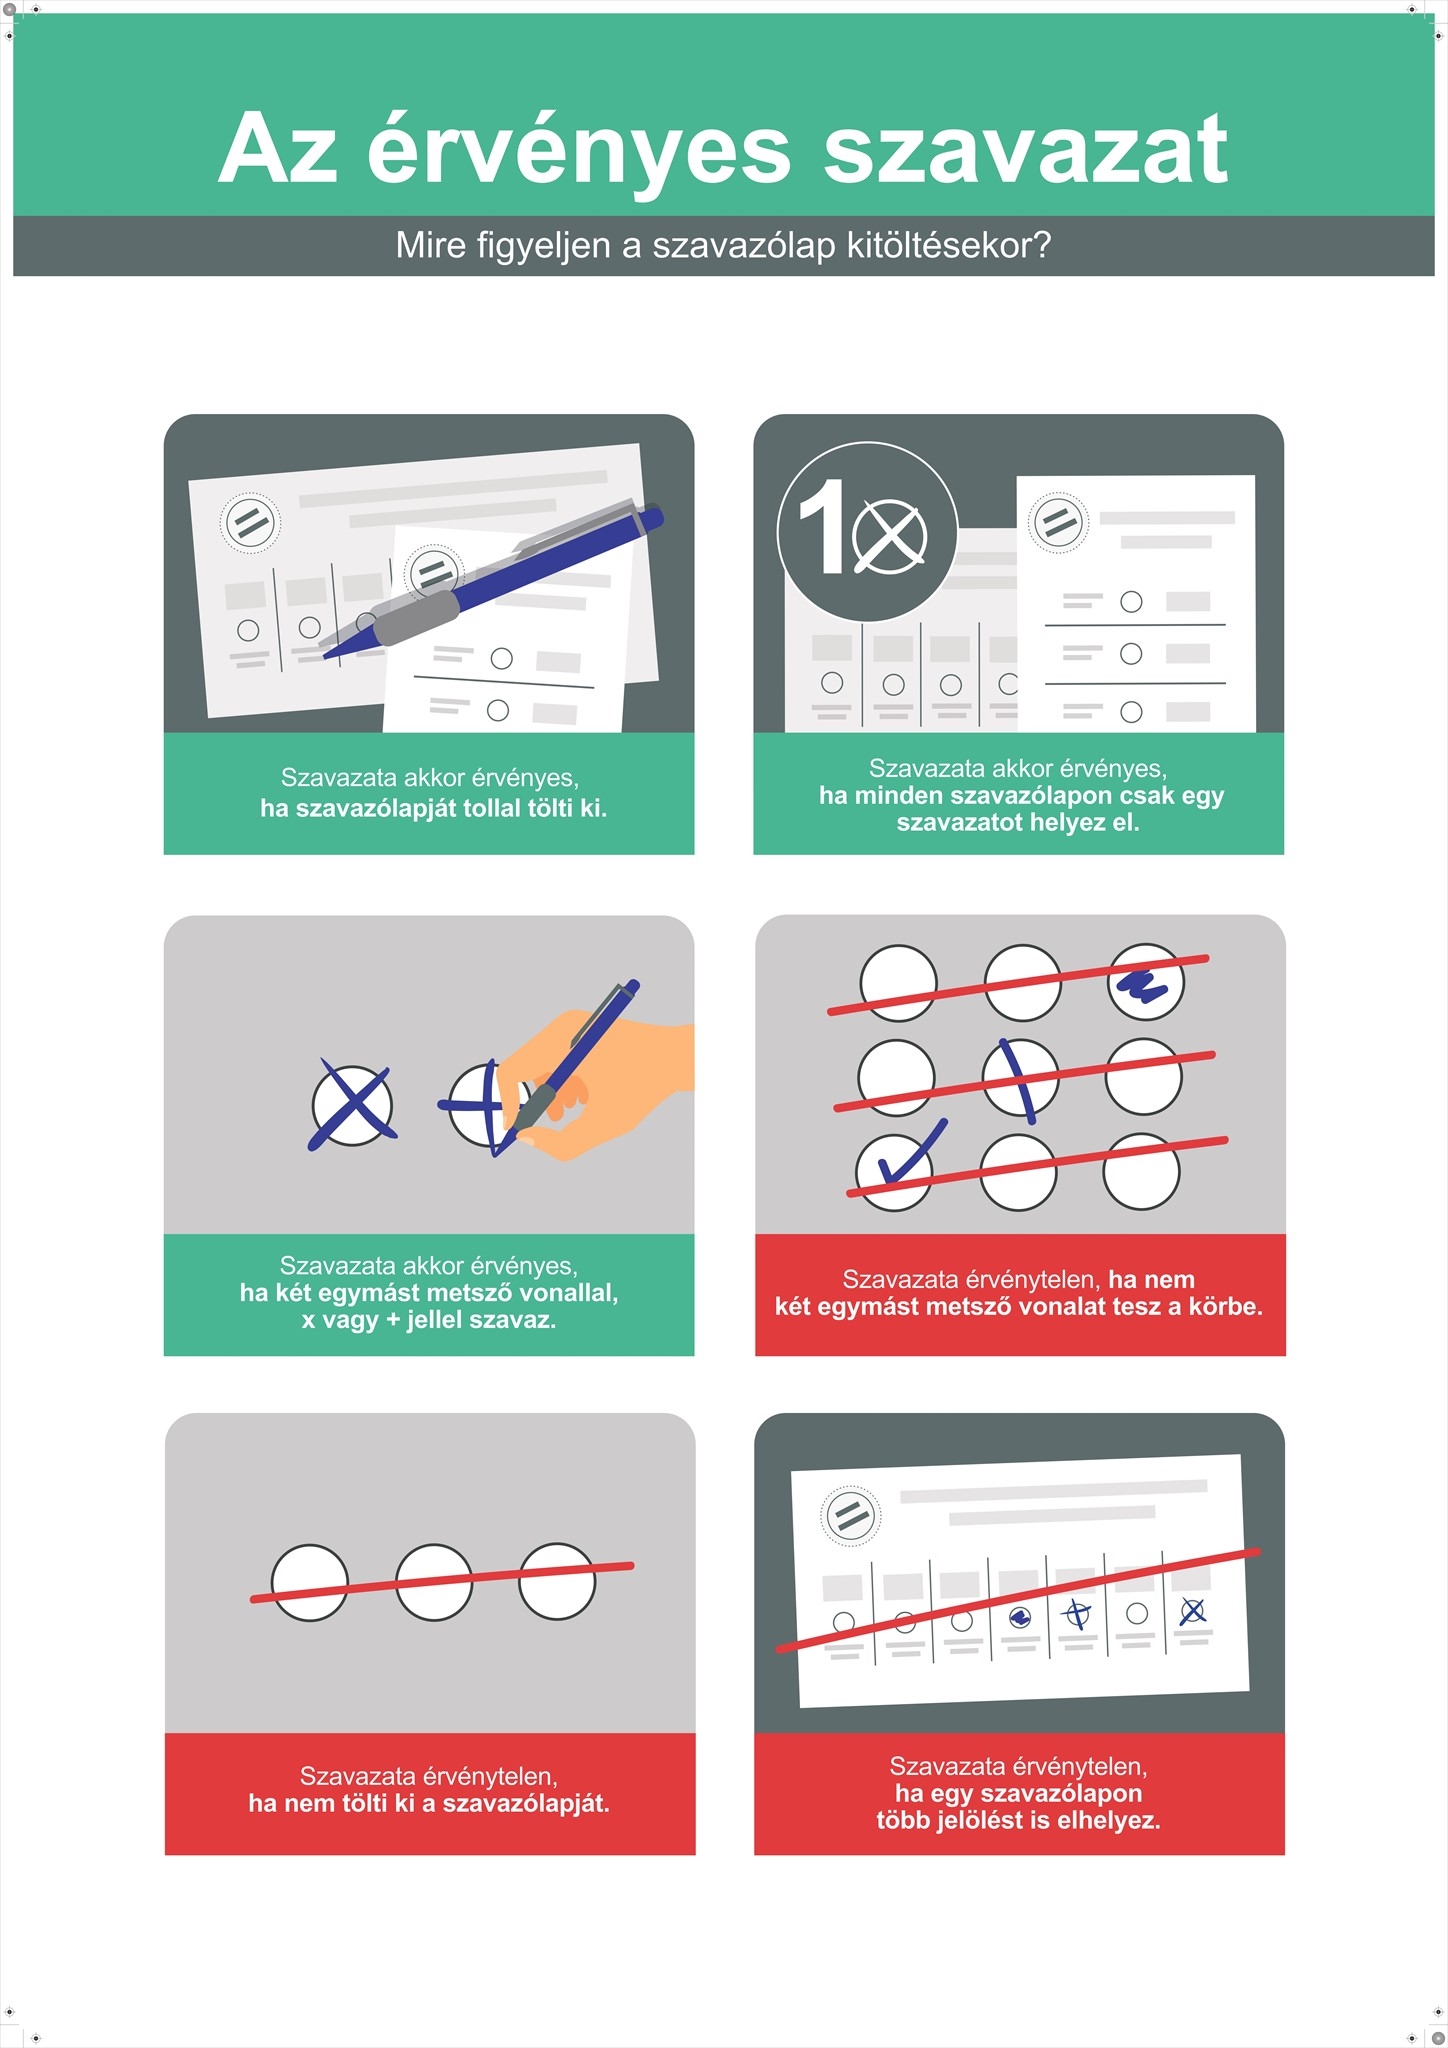 Az érvényes szavazat
Mire figyeljen a szavazólap kitöltésekor?
Szavazata akkor érvényes,
ha szavazólapját tollal tölti ki.
1
Szavazata akkor érvényes,
ha minden szavazólapon csak egy
szavazatot helyez el.
Szavazata akkor érvényes,
ha két egymást metsző vonallal,
x vagy + jellel szavaz.
Szavazata érvénytelen, ha nem
két egymást metsző vonalat tesz a körbe.
Szavazata érvénytelen,
ha nem tölti ki a szavazólapját.
Szavazata érvénytelen,
ha egy szavazólapon
több jelölést is elhelyez.